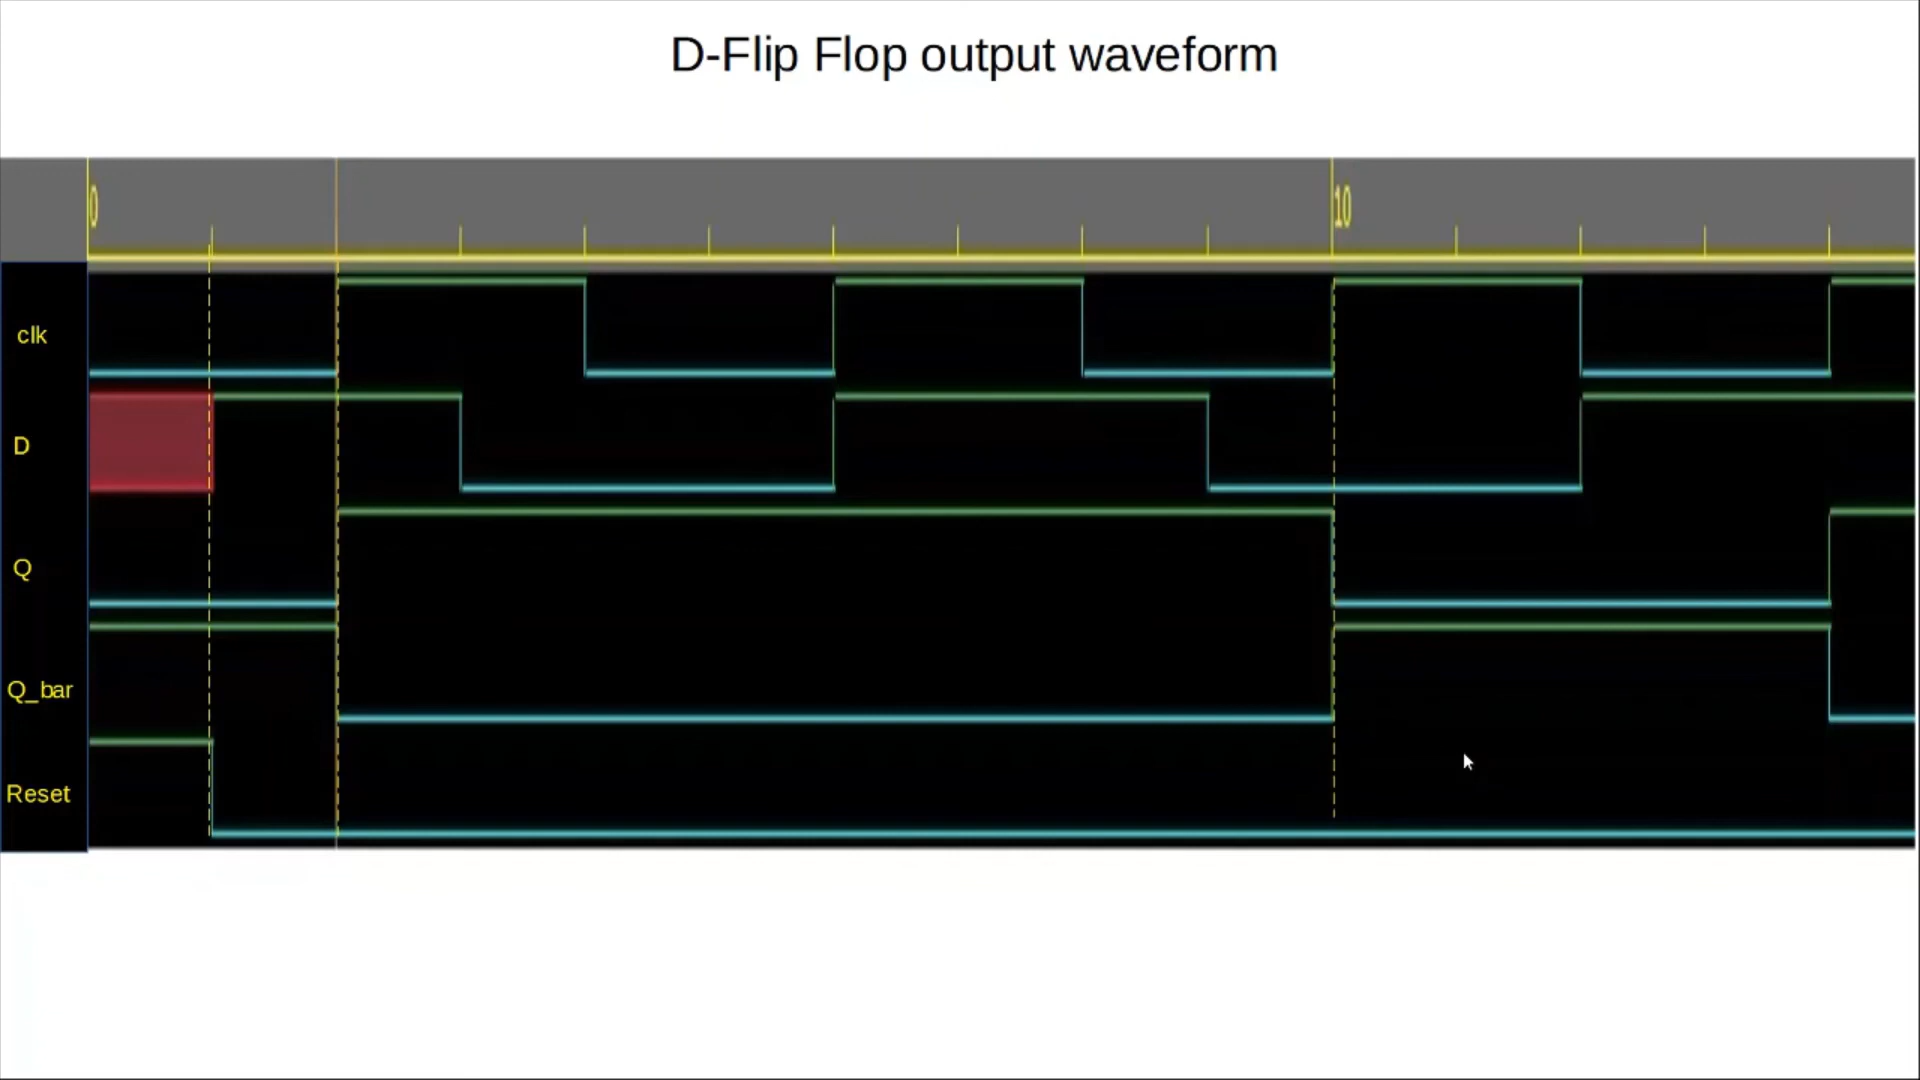 D-Flip Flop output waveform
0
10
clk
D
Q
Q_bar
Reset